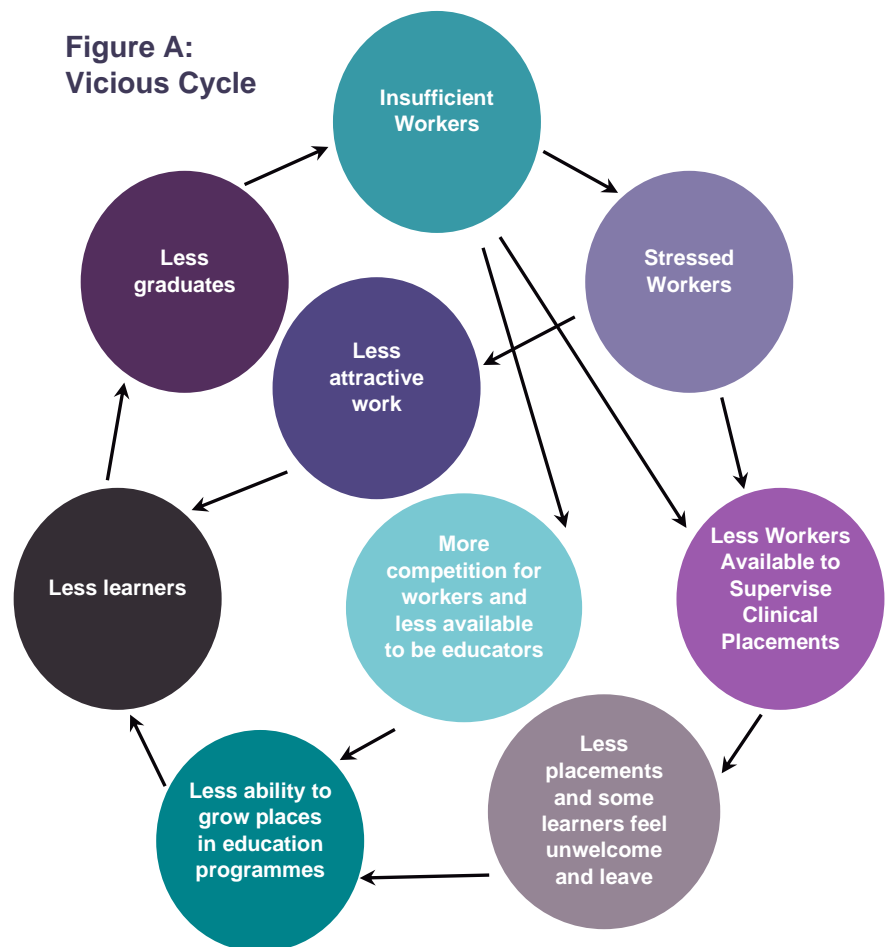 Figure A:
Vicious Cycle
Insufficient
Workers
Stressed
Workers
Less
graduates
Less
attractive
work
Less Workers
Available to
Supervise
Clinical
Placements
More
competition for
workers and
less available
to be educators
Less learners
Less
placements
and some
learners feel
unwelcome
and leave
Less ability to
grow places
in education
programmes